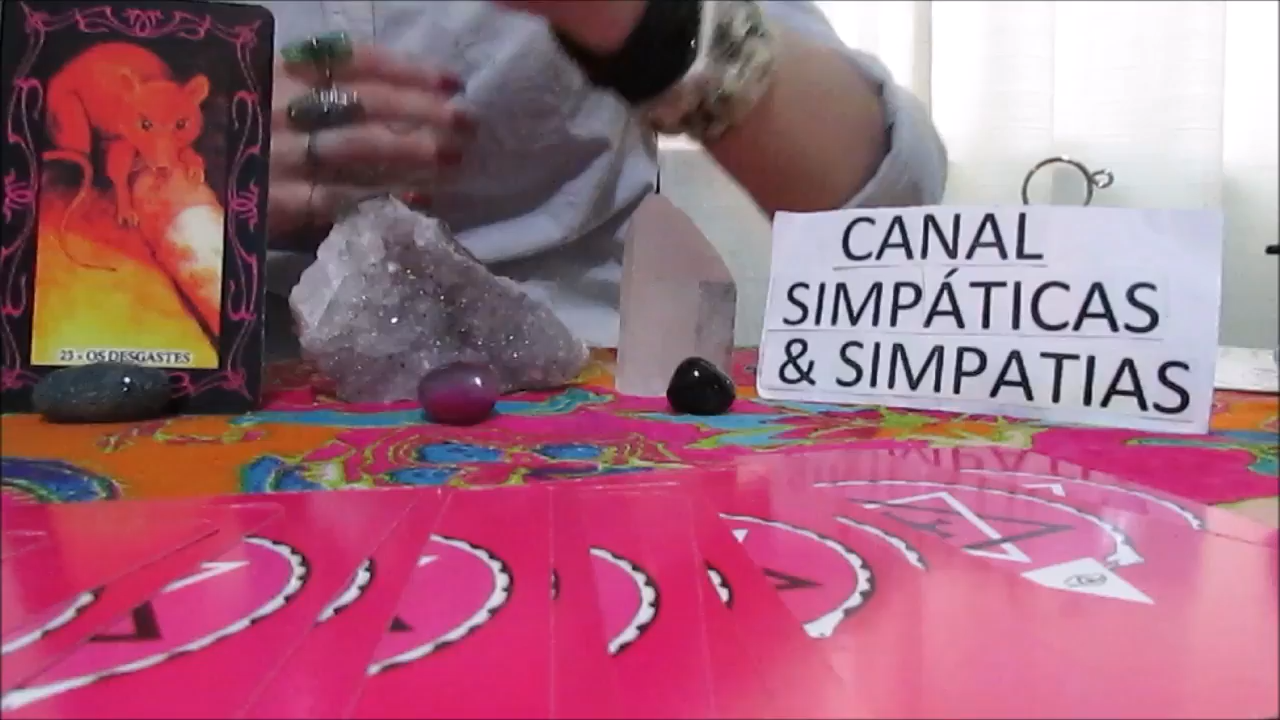 23 - OS DESGASTES
CANAL
SIMPÁTICAS
& SIMPATIAS